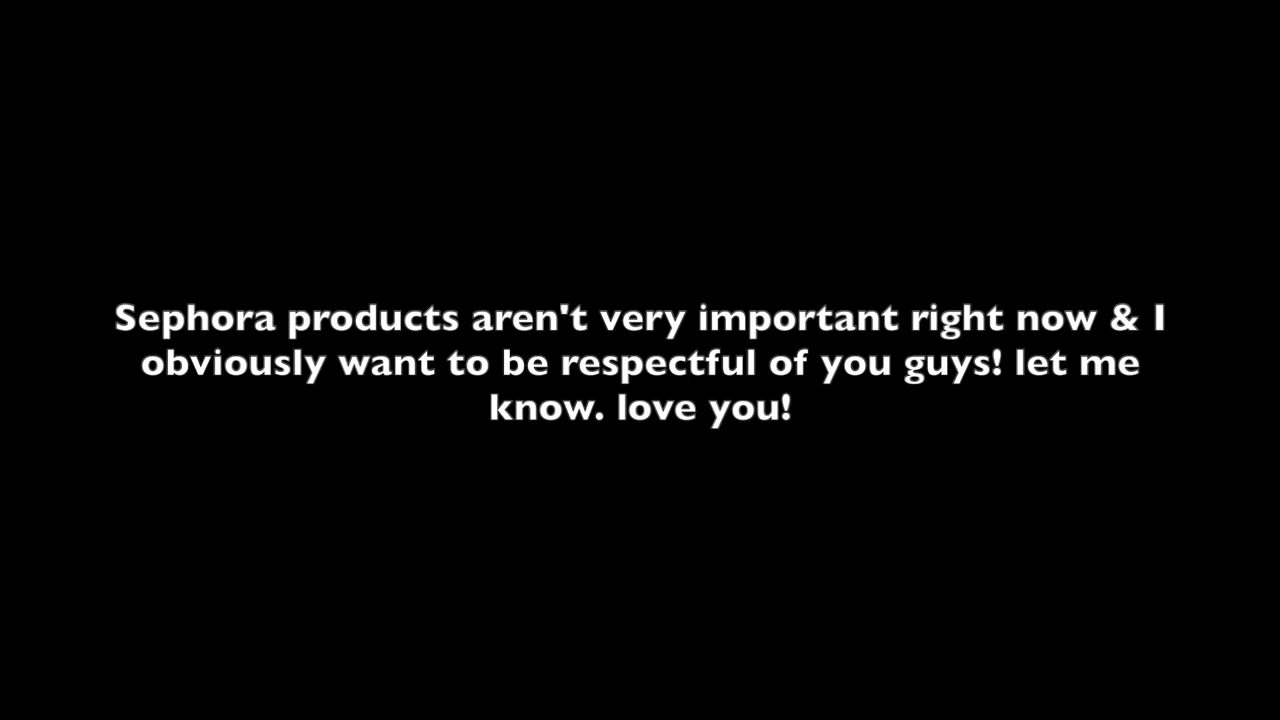 Sephora products aren't very important right now & I
obviously want to be respectful of you guys! let me
know. love you!